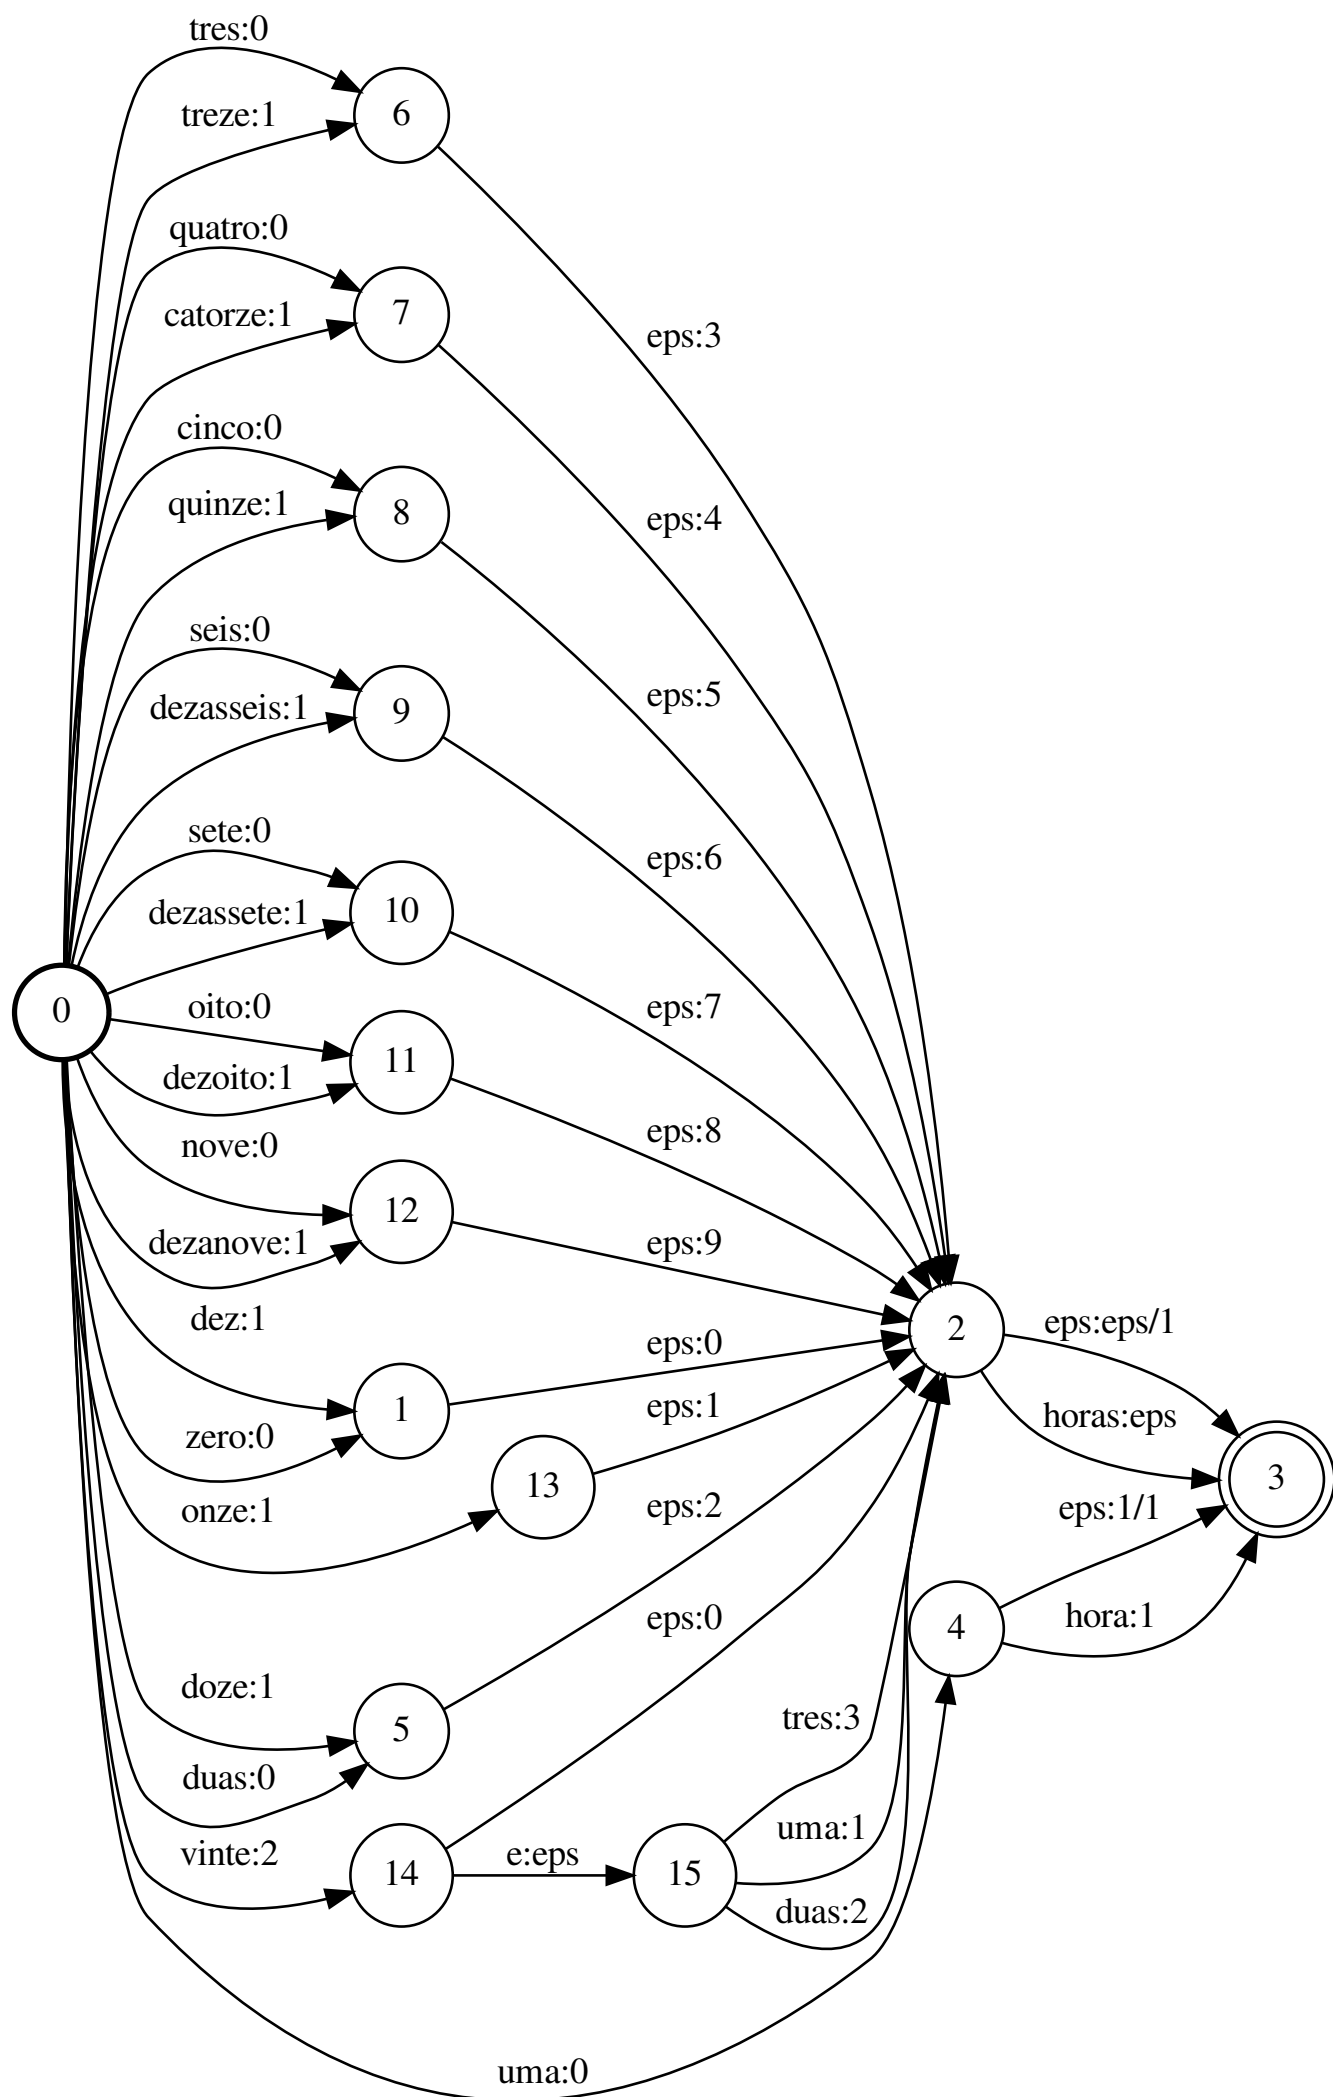 tres:0
treze:1
6
quatro:0
catorze:1
7
eps:3
cinco:0
quinze:1
8
eps:4
seis:0
dezasseis:1
9
eps:5
sete:0
dezassete:1
10
eps:6
0
oito:0
dezoito:1
11
eps:7
nove:0
dezanove:1
12
eps:8
eps:9
dez:1
zero:0
1
eps:0
2
eps:eps/1
horas:eps
3
onze:1
13
eps:1
eps:1/1
hora:1
4
doze:1
duas:0
5
eps:2
vinte:2
14
eps:0
e:eps
15
tres:3
uma:1
duas:2
uma:0